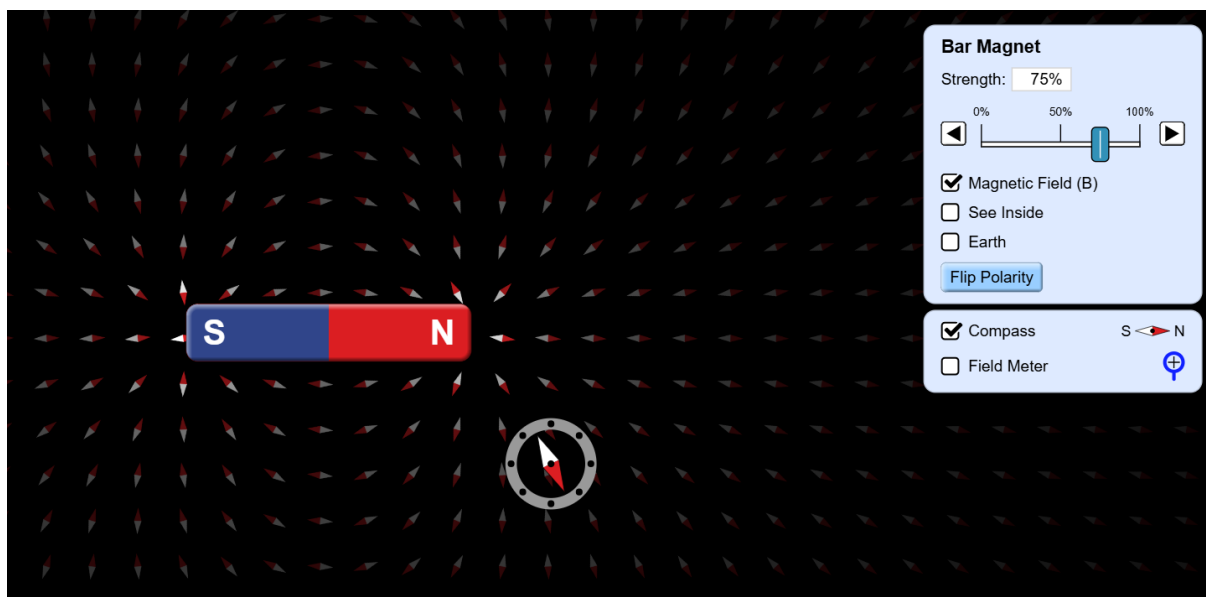 Bar Magnet
Strength: 75%
0% 50% 100%
Magnetic Field (B)
See Inside
Earth
Flip Polarity
S N
Compass S N
Field Meter